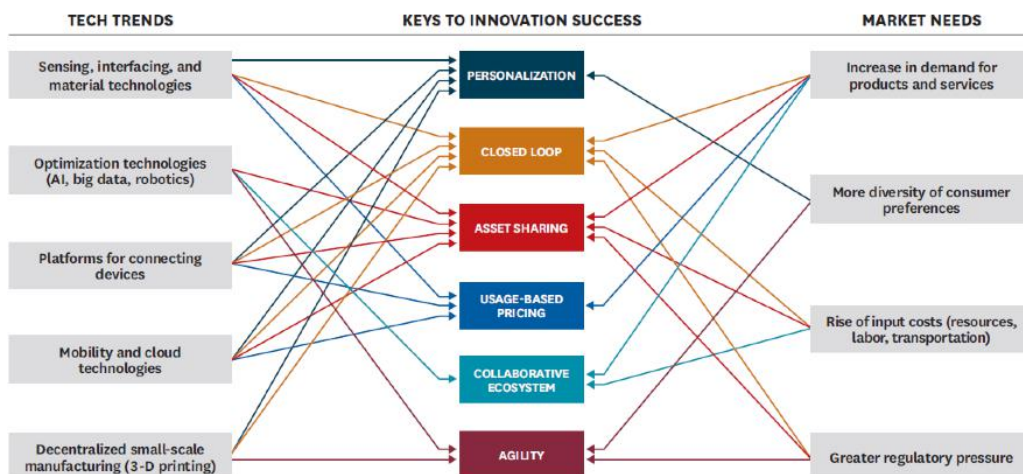 TECH TRENDS
KEYS TO INNOVATION SUCCESS
MARKET NEEDS
Sensing, interfacing, and
material technologies
Optimization technologies
(AI, big data, robotics)
Platforms for connecting
devices
Mobility and cloud
technologies
Decentralized small-scale
manufacturing (3-D printing)
PERSONALIZATION
CLOSED LOOP
ASSET SHARING
USAGE-BASED
PRICING
COLLABORATIVE
ECOSYSTEM
AGILITY
Increase in demand for
products and services
More diversity of consumer
preferences
Rise of input costs (resources,
labor, transportation)
Greater regulatory pressure